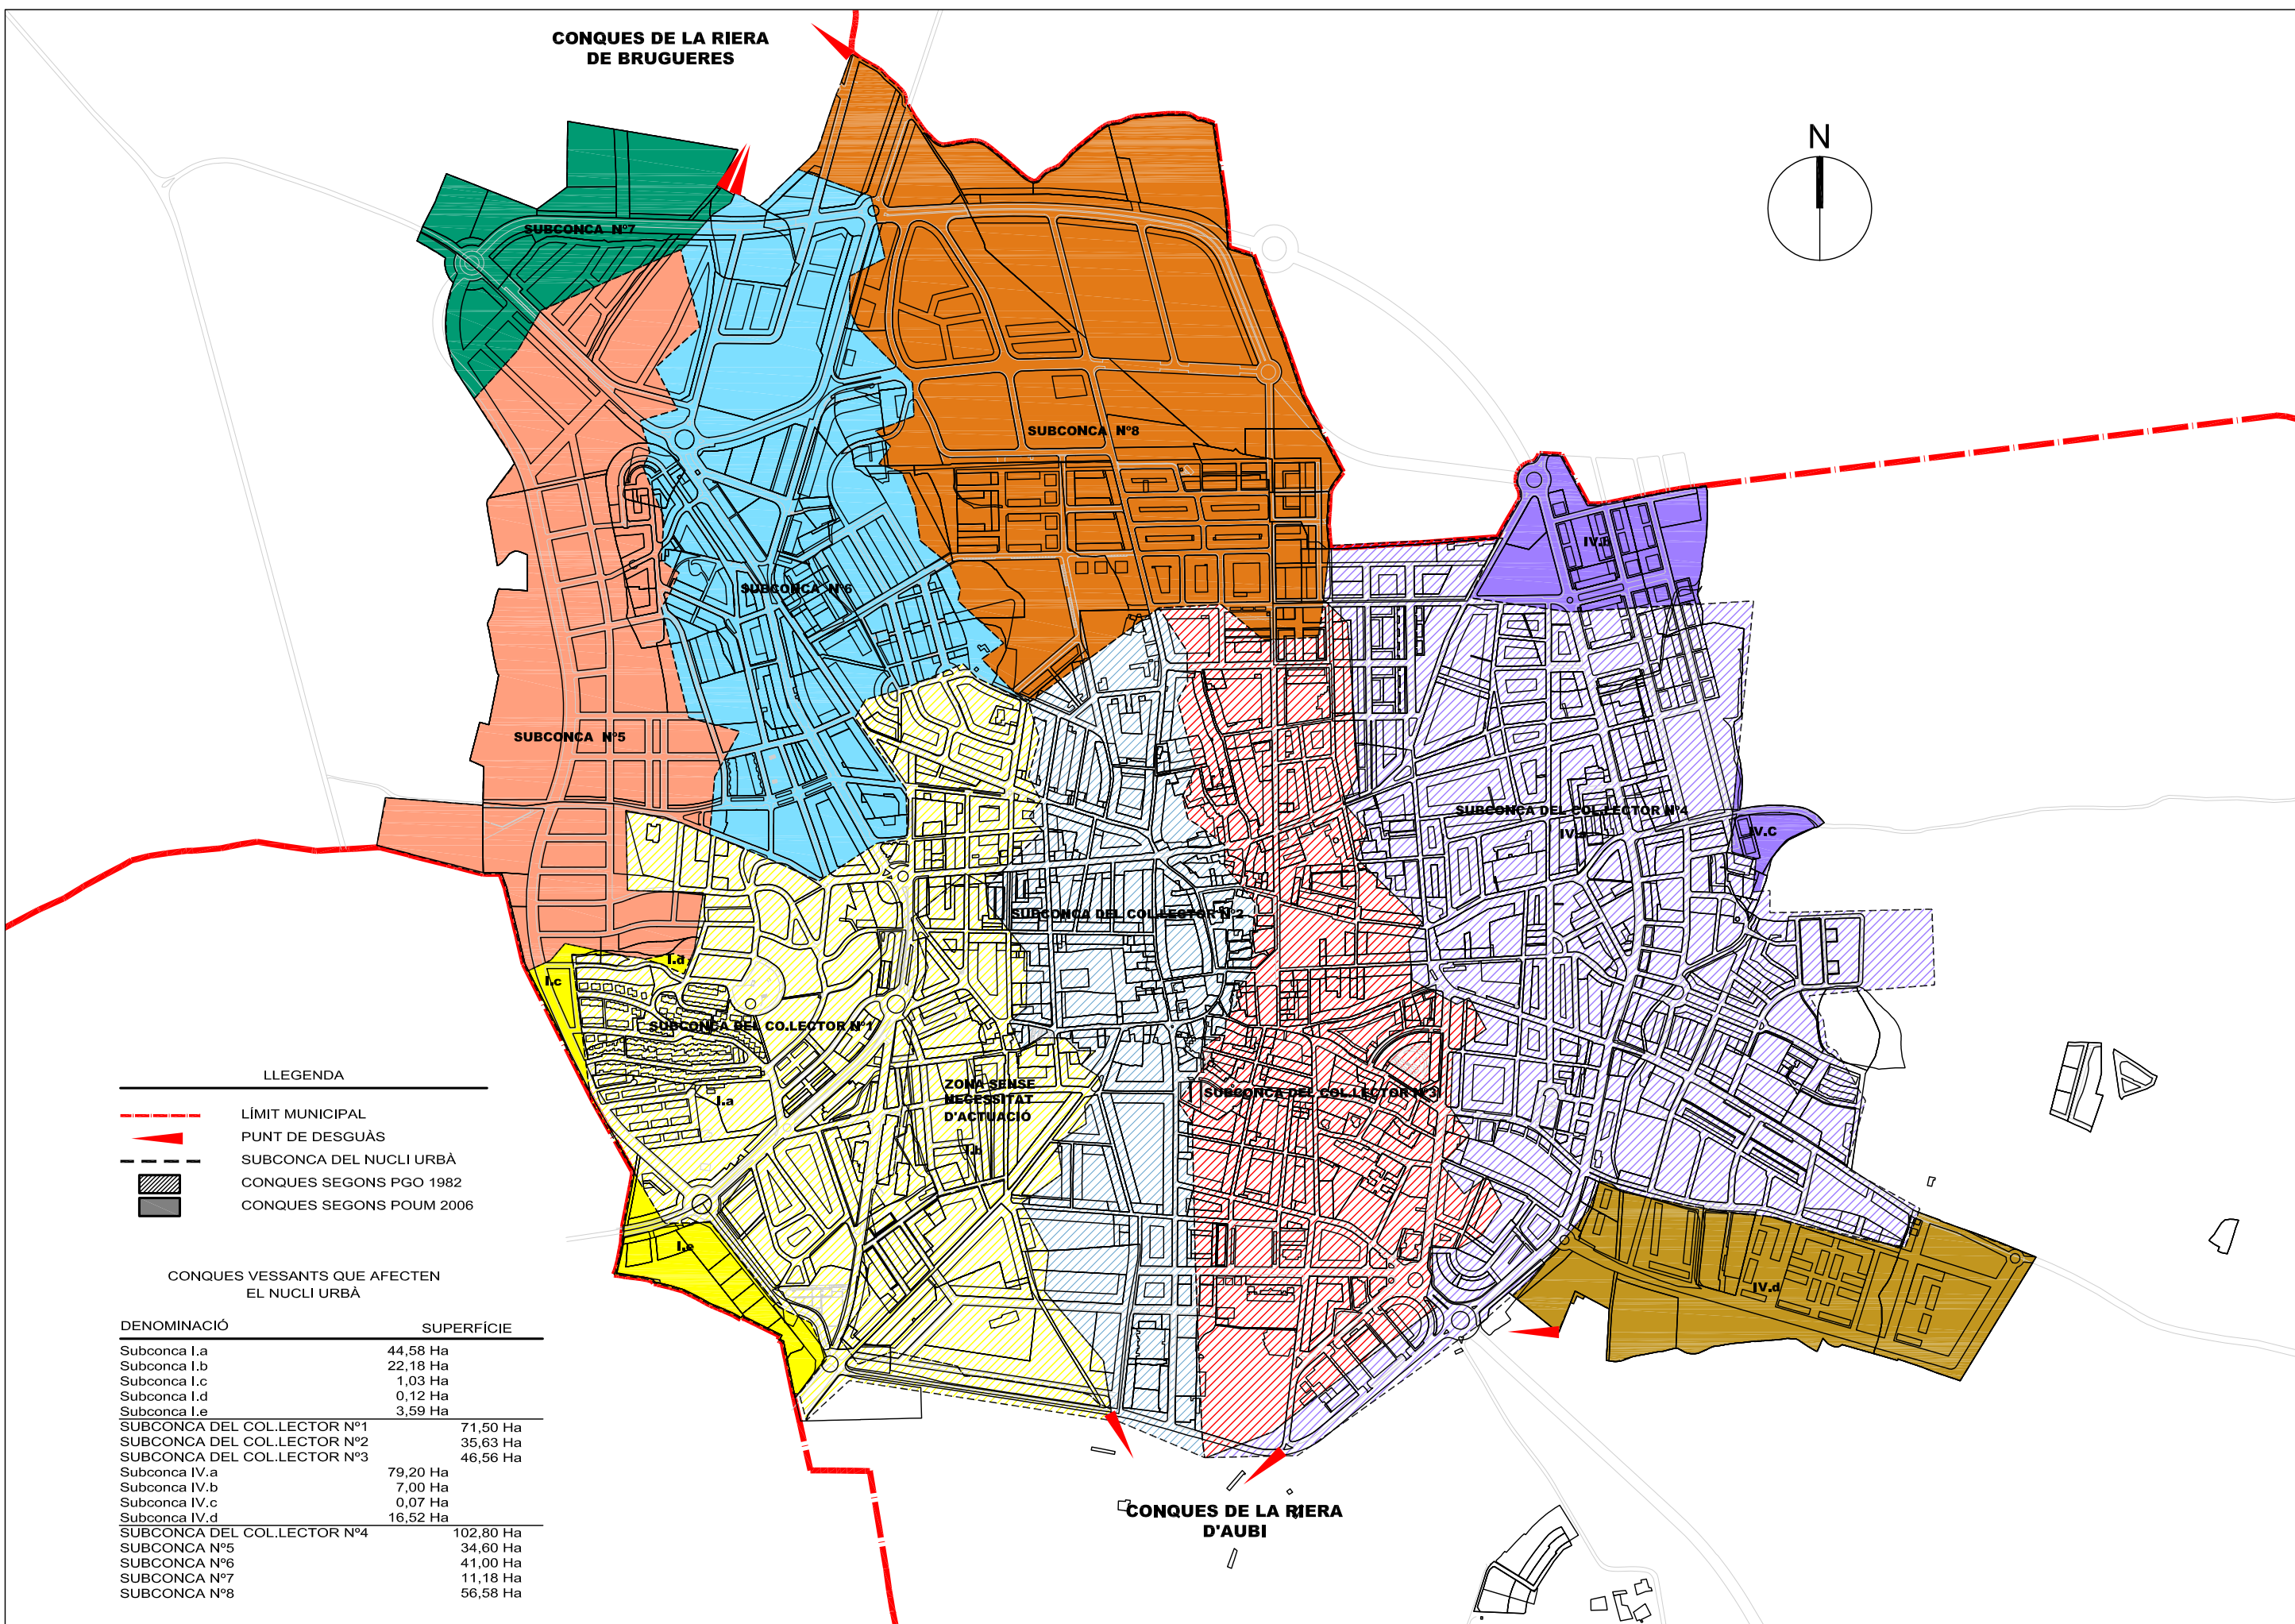 CONQUES DE LA RIERA
DE BRUGUERES
N
SUBCONCA Nº7
SUBCONCA Nº8
IV.b
SUBCONCA Nº6
SUBCONCA Nº5
SUBCONCA DEL COL.LECTOR Nº4
IV.a
IV.C
SUBCONCA DEL COL.LECTOR Nº2
I.d
I.c
SUBCONCA DEL CO.LECTOR Nº1
ZONA SENSE
NECESSITAT
D'ACTUACIÓ
I.a
SUBCONCA DEL COL.LECTOR Nº3
I.b
I.e
IV.d
CONQUES DE LA RIERA
D'AUBI
LLEGENDA
LÍMIT MUNICIPAL
PUNT DE DESGUÀS
SUBCONCA DEL NUCLI URBÀ
CONQUES SEGONS PGO 1982
CONQUES SEGONS POUM 2006
CONQUES VESSANTS QUE AFECTEN
EL NUCLI URBÀ
DENOMINACIÓ SUPERFÍCIE
Subconca I.a 44,58 Ha
Subconca I.b 22,18 Ha
Subconca I.c 1,03 Ha
Subconca I.d 0,12 Ha
Subconca I.e 3,59 Ha
SUBCONCA DEL COL.LECTOR Nº1 71,50 Ha
SUBCONCA DEL COL.LECTOR Nº2 35,63 Ha
SUBCONCA DEL COL.LECTOR Nº3 46,56 Ha
Subconca IV.a 79,20 Ha
Subconca IV.b 7,00 Ha
Subconca IV.c 0,07 Ha
Subconca IV.d 16,52 Ha
SUBCONCA DEL COL.LECTOR Nº4 102,80 Ha
SUBCONCA Nº5 34,60 Ha
SUBCONCA Nº6 41,00 Ha
SUBCONCA Nº7 11,18 Ha
SUBCONCA Nº8 56,58 Ha